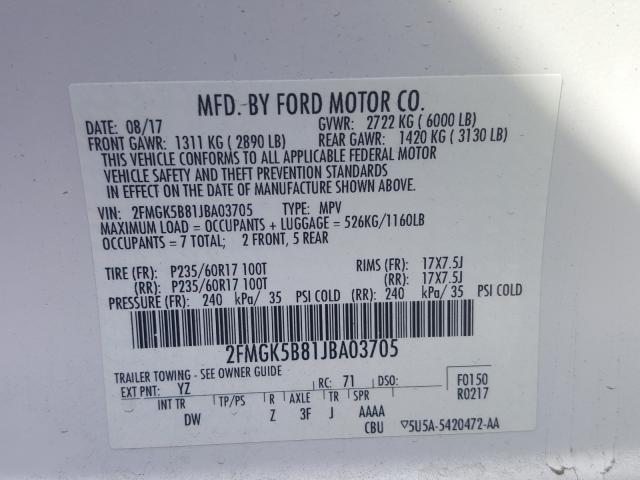 MFD. BY FORD MOTOR CO.
DATE: 08/17 GVWR: 2722 KG ( 6000 LB)
FRONT GAWR: 1311 KG ( 2890 LB) REAR GAWR: 1420 KG ( 3130 LB)
THIS VEHICLE CONFORMS TO ALL APPLICABLE FEDERAL MOTOR
VEHICLE SAFETY AND THEFT PREVENTION STANDARDS
IN EFFECT ON THE DATE OF MANUFACTURE SHOWN ABOVE.
VIN: 2FMGK5B81JBA03705 TYPE: MPV
MAXIMUM LOAD = OCCUPANTS + LUGGAGE = 526KG/1160LB
OCCUPANTS = 7 TOTAL; 2 FRONT, 5 REAR
TIRE (FR): P235/60R17 100T RIMS (FR): 17X7.5J
(RR): P235/60R17 100T (RR): 17X7.5J
PRESSURE (FR): 240 kPa/ 35 PSI COLD (RR): 240 kPa/ 35 PSI COLD
2FMGK5B81JBA03705
TRAILER TOWING - SEE OWNER GUIDE
EXT PNT: YZ RC: 71 DSO: F0150
INT TR TP/PS R AXLE TR SPR R0217
DW Z 3F J AAAA
CBU ▽5U5A-5420472-AA